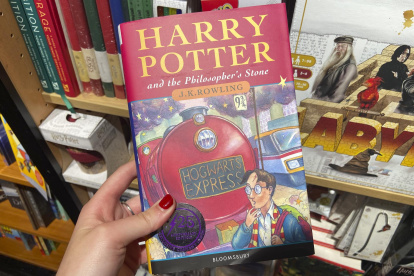 HARRY
POTTER
and the Philosopher's Stone
J.K.ROWLING
9¾
HOGWARTS
EXPRESS
BLOOMSBURY